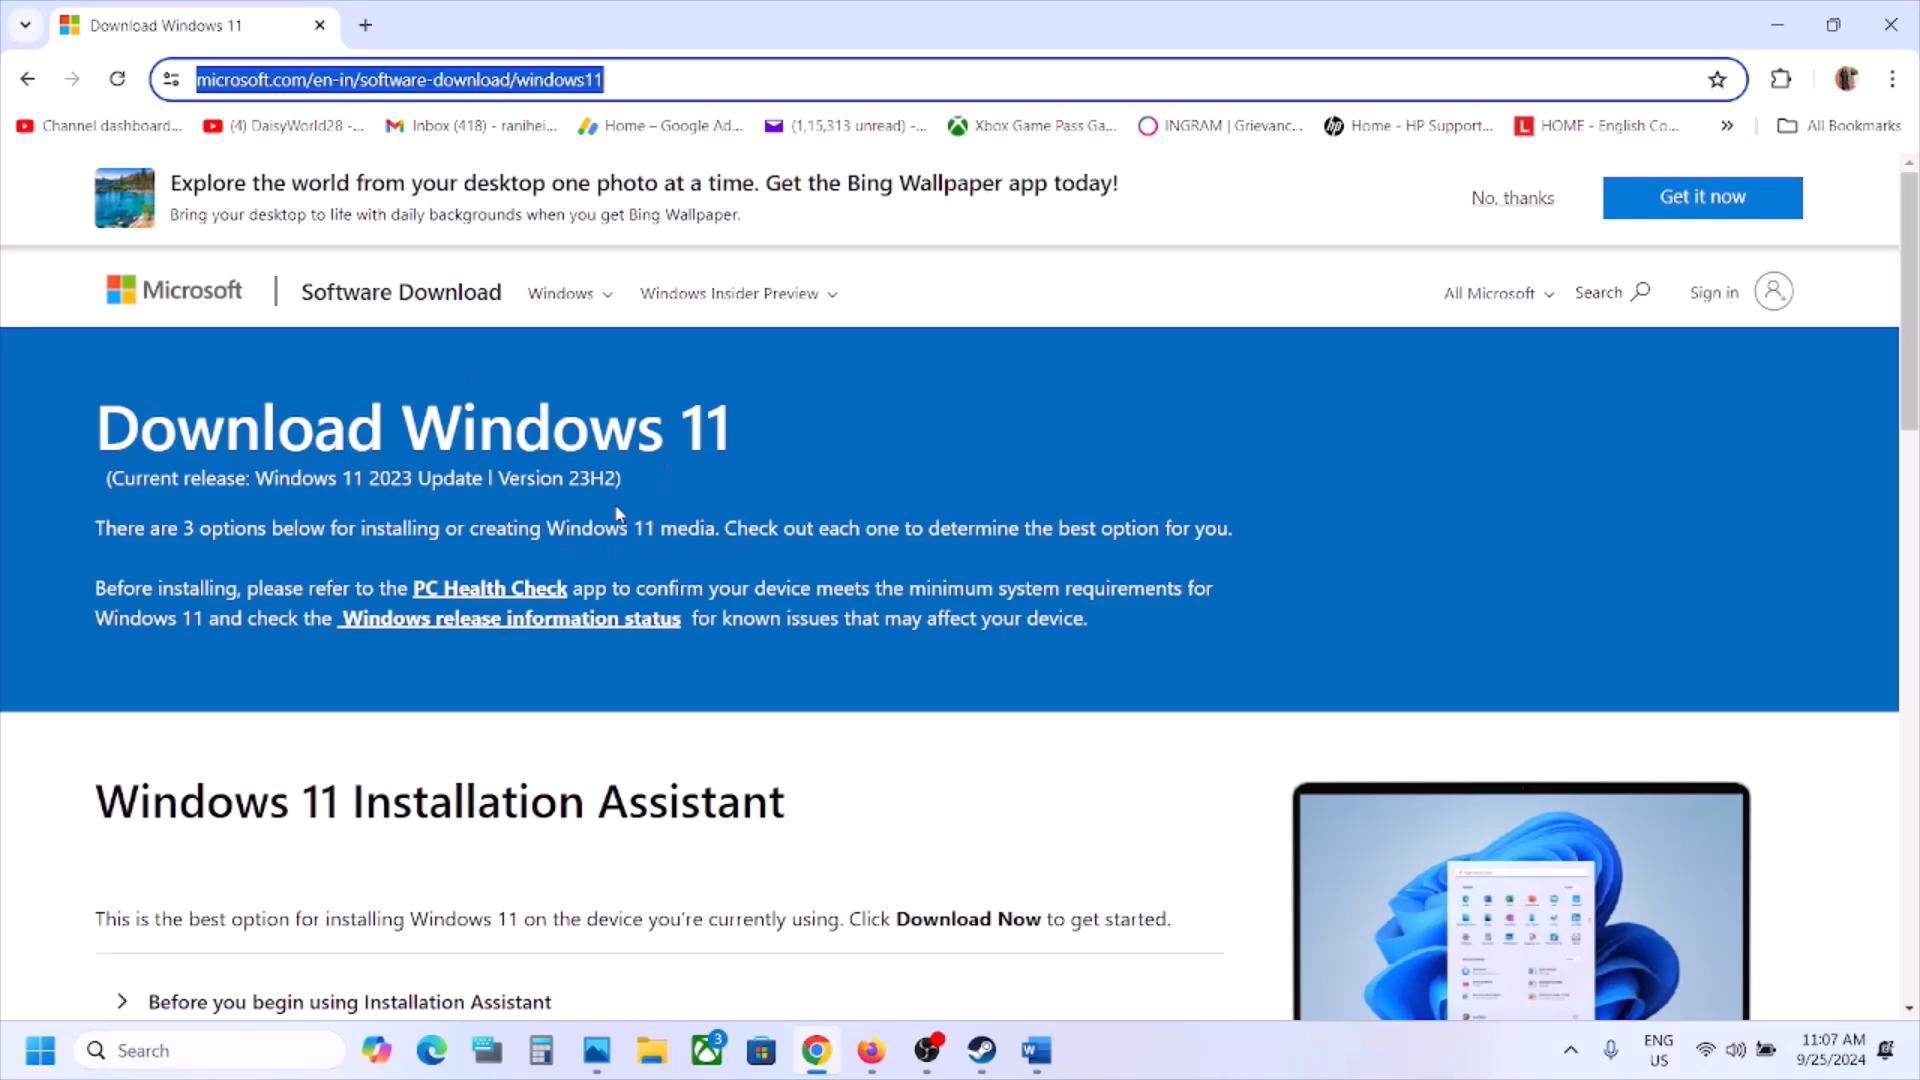 Download Windows 11
microsoft.com/en-in/software-download/windows11
Channel dashboard...
(4) DaisyWorld28 -...
Inbox (418) - ranihei...
Home – Google Ad...
(1,15,313 unread) -...
Xbox Game Pass Ga...
INGRAM | Grievanc...
Home - HP Support...
HOME - English Co...
All Bookmarks
Explore the world from your desktop one photo at a time. Get the Bing Wallpaper app today!
Bring your desktop to life with daily backgrounds when you get Bing Wallpaper.
No, thanks
Get it now
Microsoft
Software Download
Windows
Windows Insider Preview
All Microsoft
Search
Sign in
Download Windows 11
(Current release: Windows 11 2023 Update l Version 23H2)
There are 3 options below for installing or creating Windows 11 media. Check out each one to determine the best option for you.
Before installing, please refer to the PC Health Check app to confirm your device meets the minimum system requirements for
Windows 11 and check the Windows release information status for known issues that may affect your device.
Windows 11 Installation Assistant
This is the best option for installing Windows 11 on the device you're currently using. Click Download Now to get started.
Before you begin using Installation Assistant
Search
3
ENG
US
11:07 AM
9/25/2024